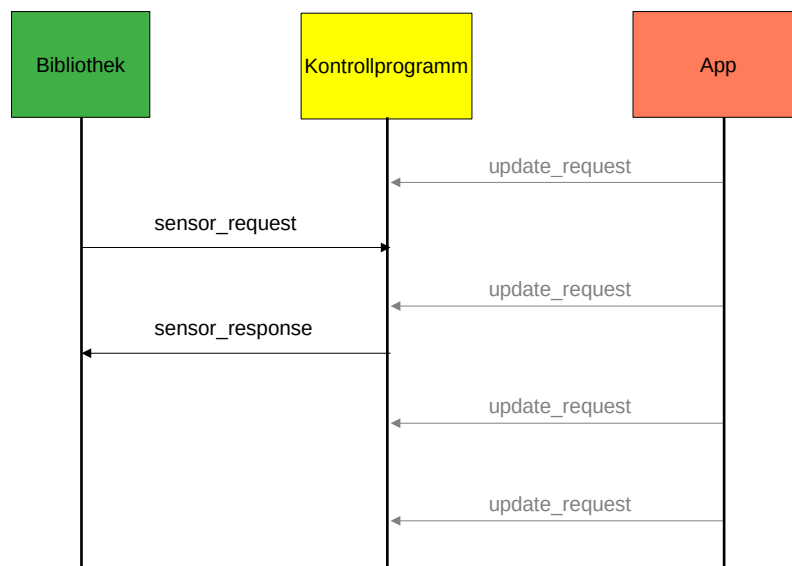 Bibliothek
Kontrollprogramm
App
update_request
sensor_request
update_request
sensor_response
update_request
update_request